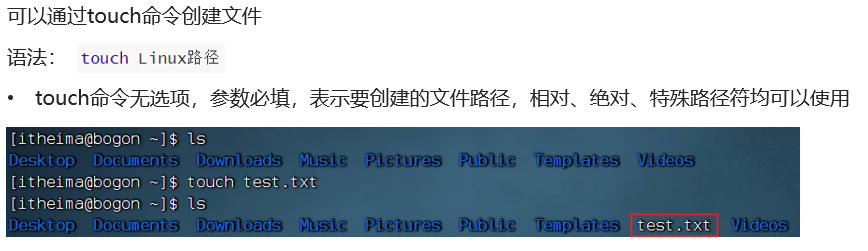 可以通过touch命令创建文件
语法： touch Linux路径
• touch命令无选项，参数必填，表示要创建的文件路径，相对、绝对、特殊路径符均可以使用
[itheima@bogon ~]$ ls
Desktop Documents Downloads Music Pictures Public Templates Videos
[itheima@bogon ~]$ touch test.txt
[itheima@bogon ~]$ ls
Desktop Documents Downloads Music Pictures Public Templates test.txt Videos